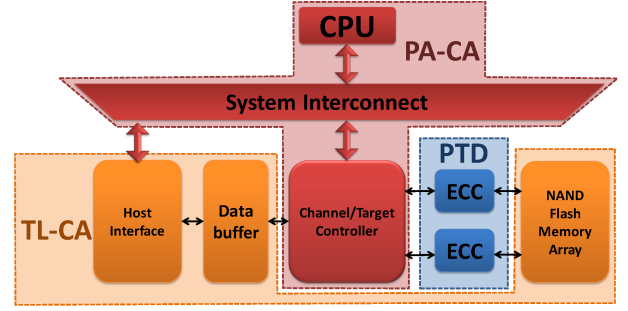 CPU
PA-CA
System Interconnect
PTD
TL-CA
Host
Interface
Data
buffer
Channel/Target
Controller
ECC
ECC
NAND
Flash
Memory
Array